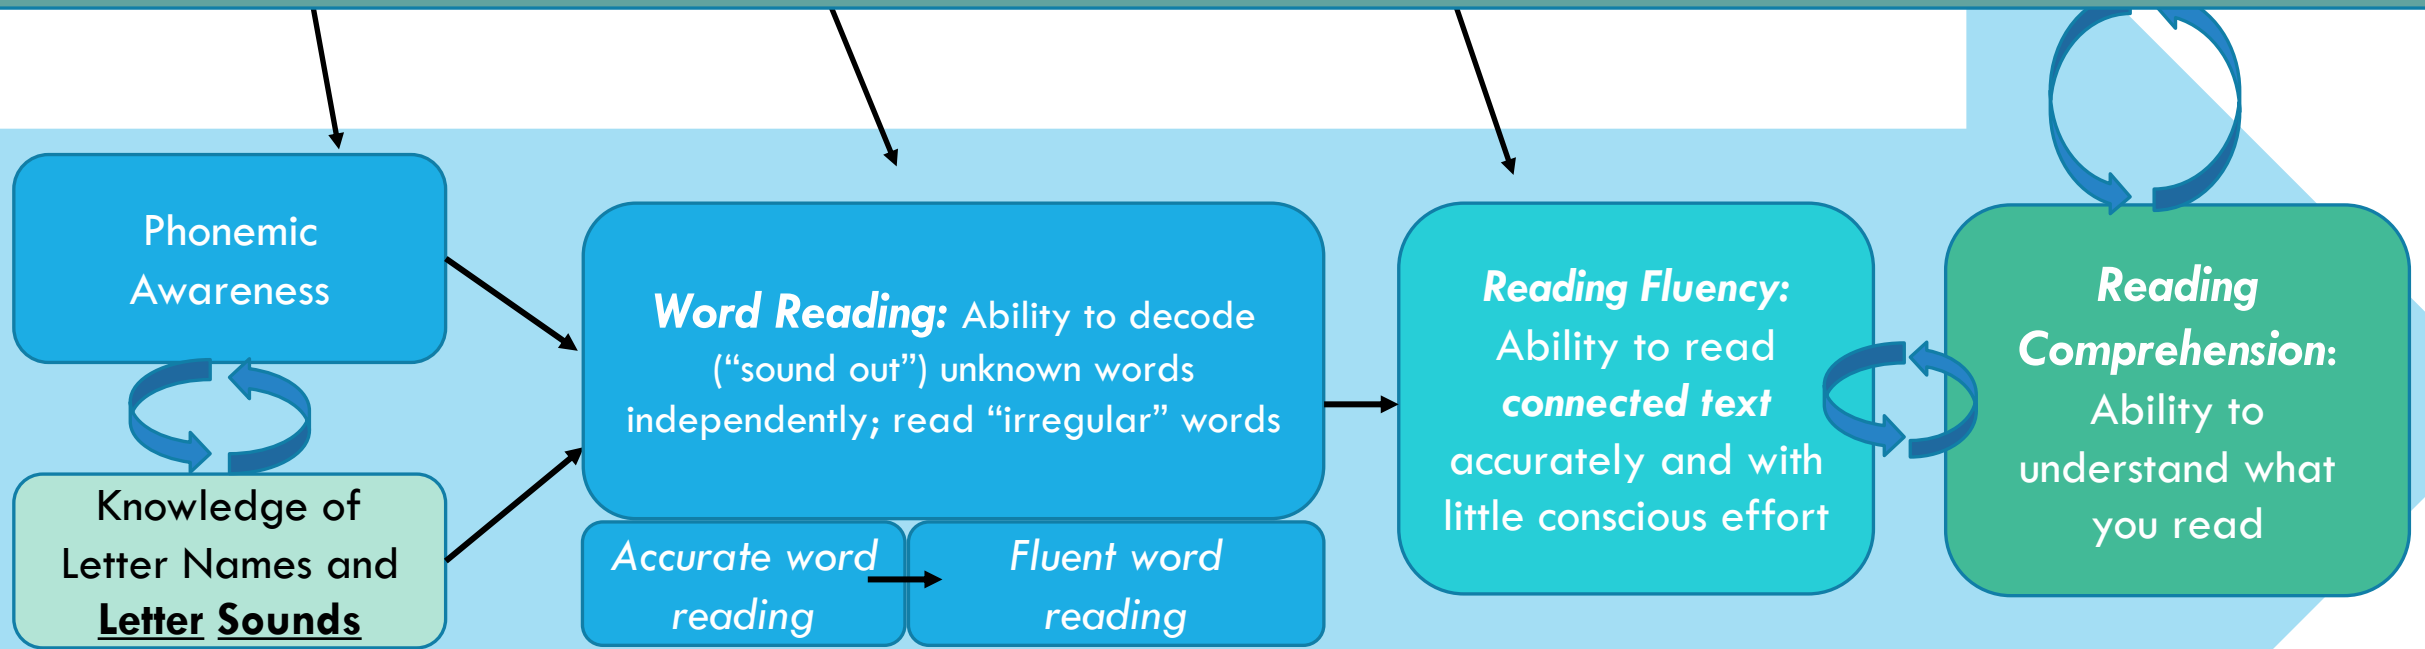 Phonemic
Awareness
Knowledge of
Letter Names and
Letter Sounds
Word Reading: Ability to decode
(“sound out”) unknown words
independently; read “irregular” words
Accurate word
reading
Fluent word
reading
Reading Fluency:
Ability to read
connected text
accurately and with
little conscious effort
Reading
Comprehension:
Ability to
understand what
you read